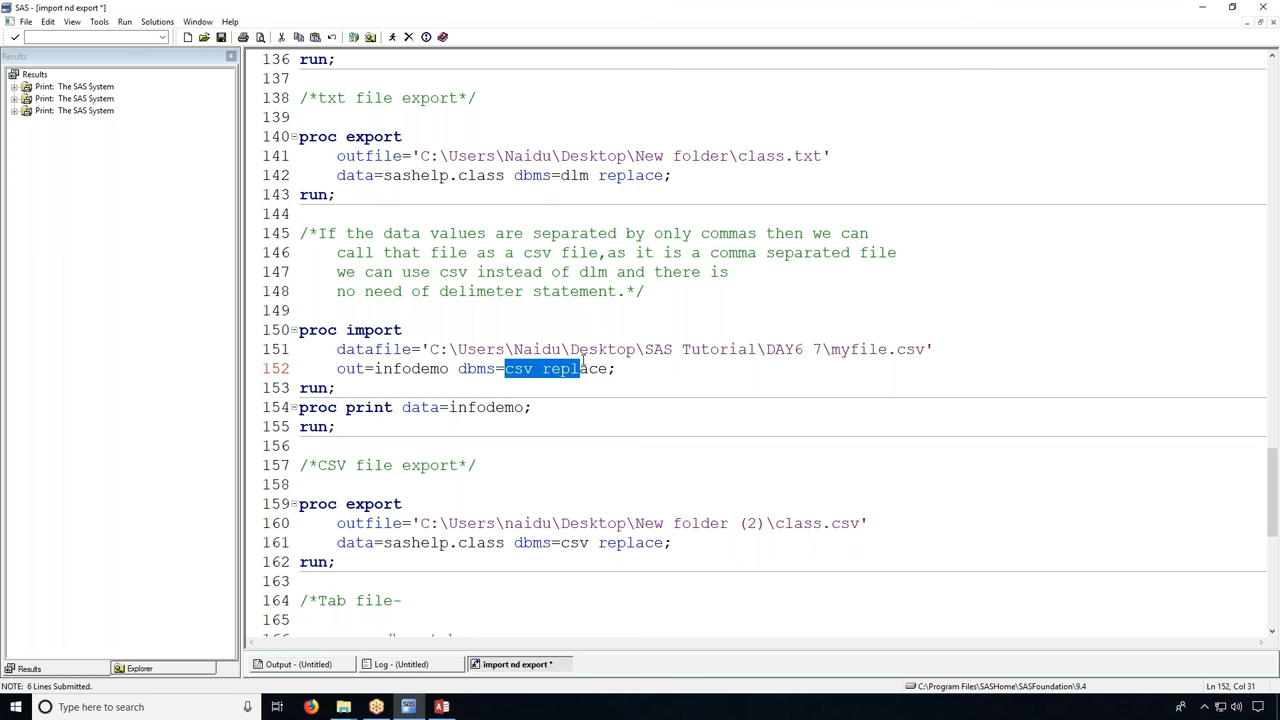 SAS - [import nd export *]
File Edit View Tools Run Solutions Window Help
Results
Results
Print: The SAS System
Print: The SAS System
Print: The SAS System
136 run;
137
138 /*txt file export*/
139
140 proc export
141 outfile='C:\Users\Naidu\Desktop\New folder\class.txt'
142 data=sashelp.class dbms=dlm replace;
143 run;
144
145 /*If the data values are separated by only commas then we can
146 call that file as a csv file,as it is a comma separated file
147 we can use csv instead of dlm and there is
148 no need of delimeter statement.*/
149
150 proc import
151 datafile='C:\Users\Naidu\Desktop\SAS Tutorial\DAY6 7\myfile.csv'
152 out=infodemo dbms=csv replace;
153 run;
154 proc print data=infodemo;
155 run;
156
157 /*CSV file export*/
158
159 proc export
160 outfile='C:\Users\naidu\Desktop\New folder (2)\class.csv'
161 data=sashelp.class dbms=csv replace;
162 run;
163
164 /*Tab file-
165
Results Explorer
Output - (Untitled) Log - (Untitled) import nd export *
NOTE: 6 Lines Submitted.
C:\Program Files\SASHome\SASFoundation\9.4
Ln 152, Col 31
Type here to search